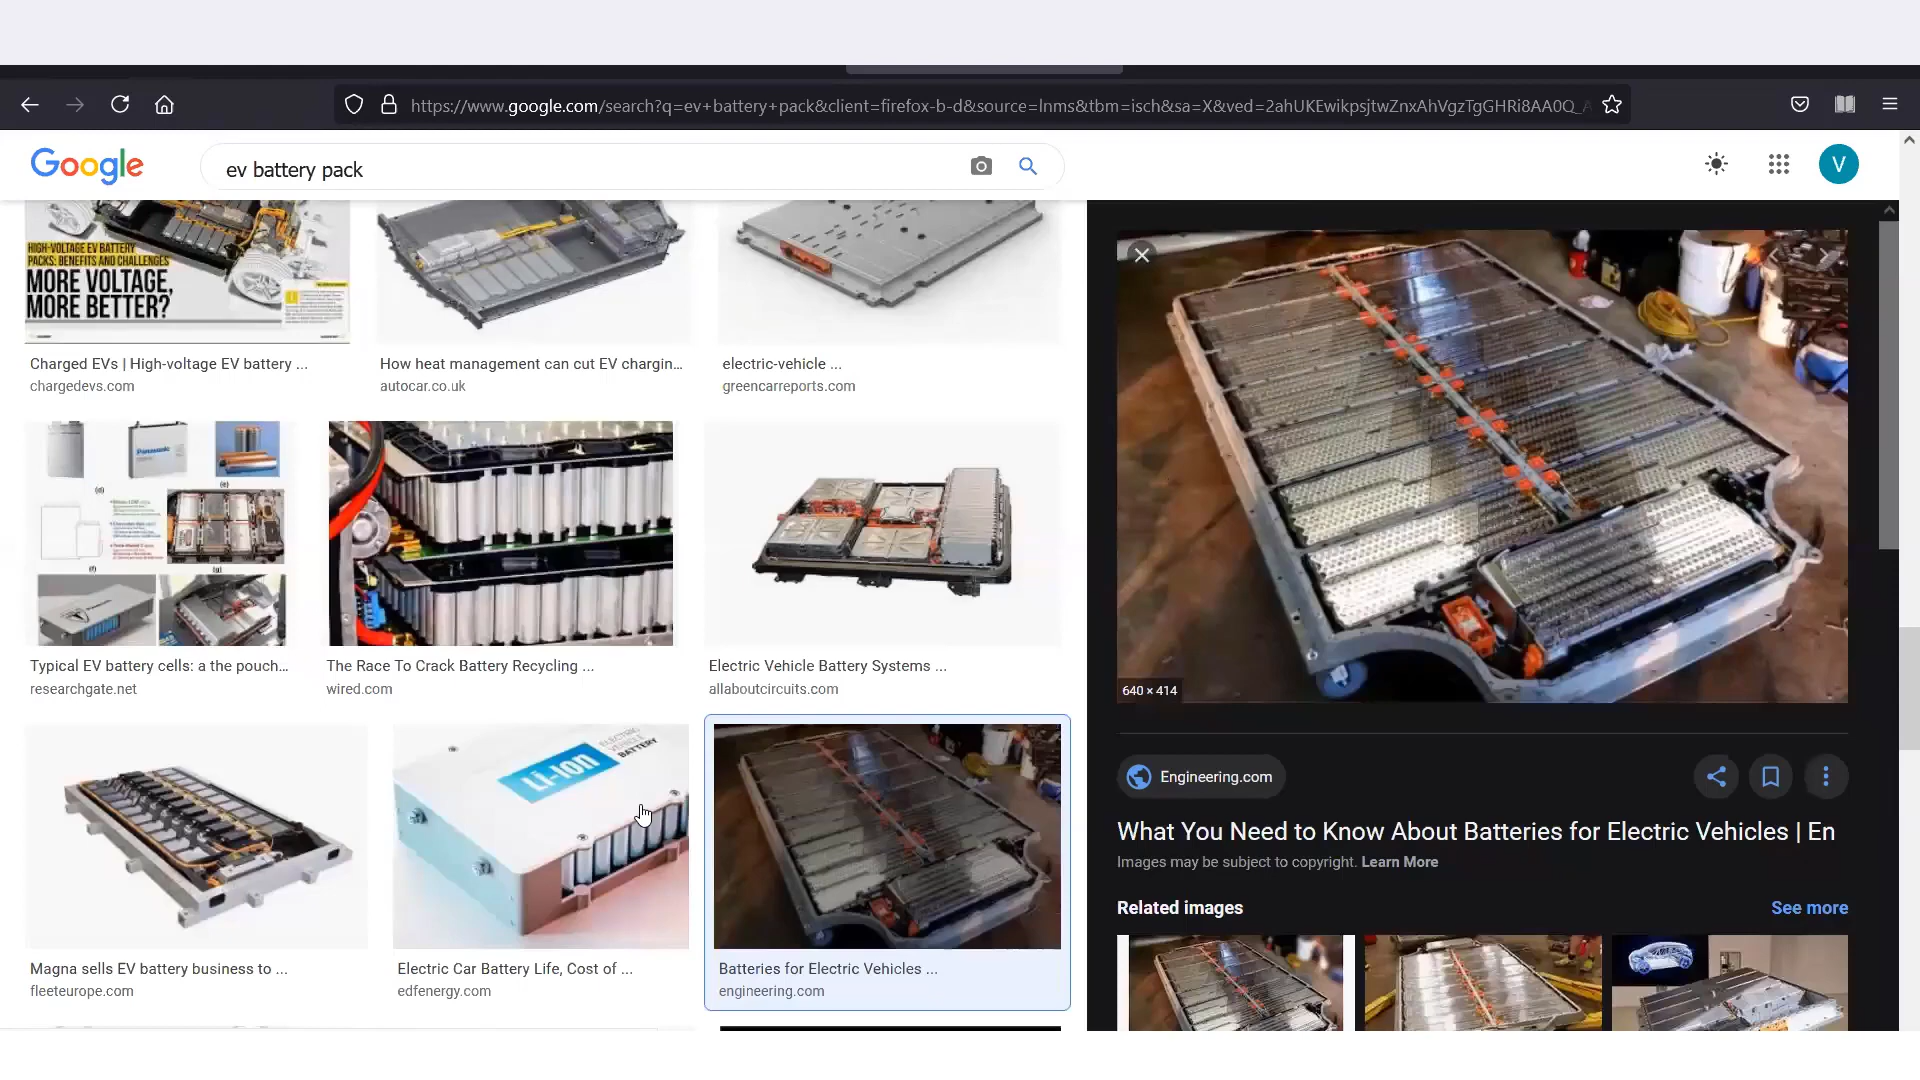 https://www.google.com/search?q=ev+battery+pack&client=firefox-b-d&source=lnms&tbm=isch&sa=X&ved=2ahUKEwikpsjtwZnxAhVgzTgGHRi8AA0Q_A
Google
ev battery pack
V
HIGH-VOLTAGE EV BATTERY
PACKS: BENEFITS AND CHALLENGES
MORE VOLTAGE,
MORE BETTER?
Charged EVs | High-voltage EV battery ...
chargedevs.com
How heat management can cut EV chargin...
autocar.co.uk
electric-vehicle ...
greencarreports.com
Panasonic
(d)
(e)
(f)
(g)
Typical EV battery cells: a the pouch...
researchgate.net
The Race To Crack Battery Recycling ...
wired.com
Electric Vehicle Battery Systems ...
allaboutcircuits.com
640 × 414
Engineering.com
What You Need to Know About Batteries for Electric Vehicles | En
Images may be subject to copyright. Learn More
Related images
See more
Li-Ion
ELECTRIC
VEHICLE
BATTERY
Magna sells EV battery business to ...
fleeteurope.com
Electric Car Battery Life, Cost of ...
edfenergy.com
Batteries for Electric Vehicles ...
engineering.com